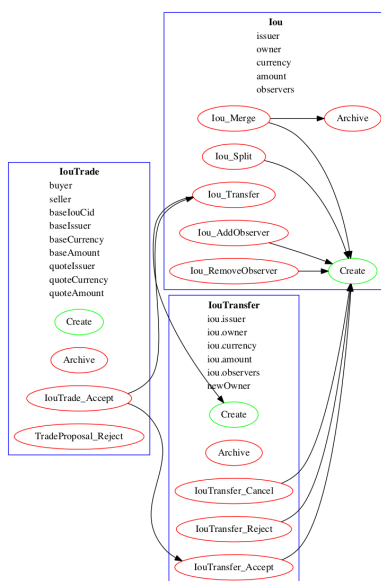 Iou
issuer
owner
currency
amount
observers
Iou_Merge
Archive
Iou_Split
Iou_Transfer
Iou_AddObserver
Iou_RemoveObserver
Create
IouTrade
buyer
seller
baseIouCid
baseIssuer
baseCurrency
baseAmount
quoteIssuer
quoteCurrency
quoteAmount
Create
Archive
IouTrade_Accept
TradeProposal_Reject
IouTransfer
iou.issuer
iou.owner
iou.currency
iou.amount
iou.observers
newOwner
Create
Archive
IouTransfer_Cancel
IouTransfer_Reject
IouTransfer_Accept